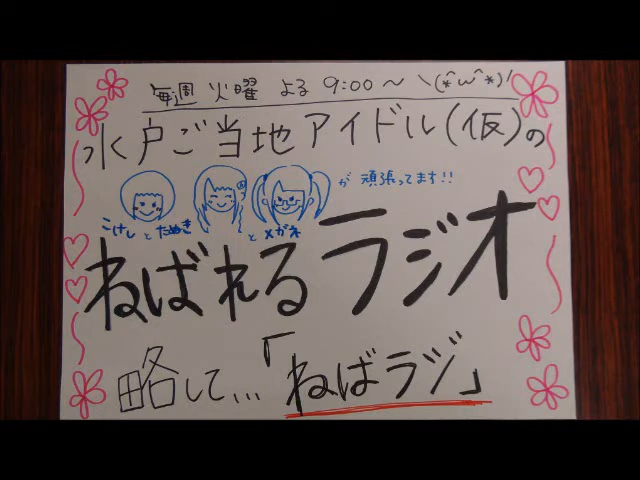 毎週 火曜 よる 9:00～ \(*^ω^*)/
水戸ご当地アイドル(仮)の
こけしとたぬきとメガネが 頑張ってます!!
ねばれるラジオ
略して…「ねばラジ」